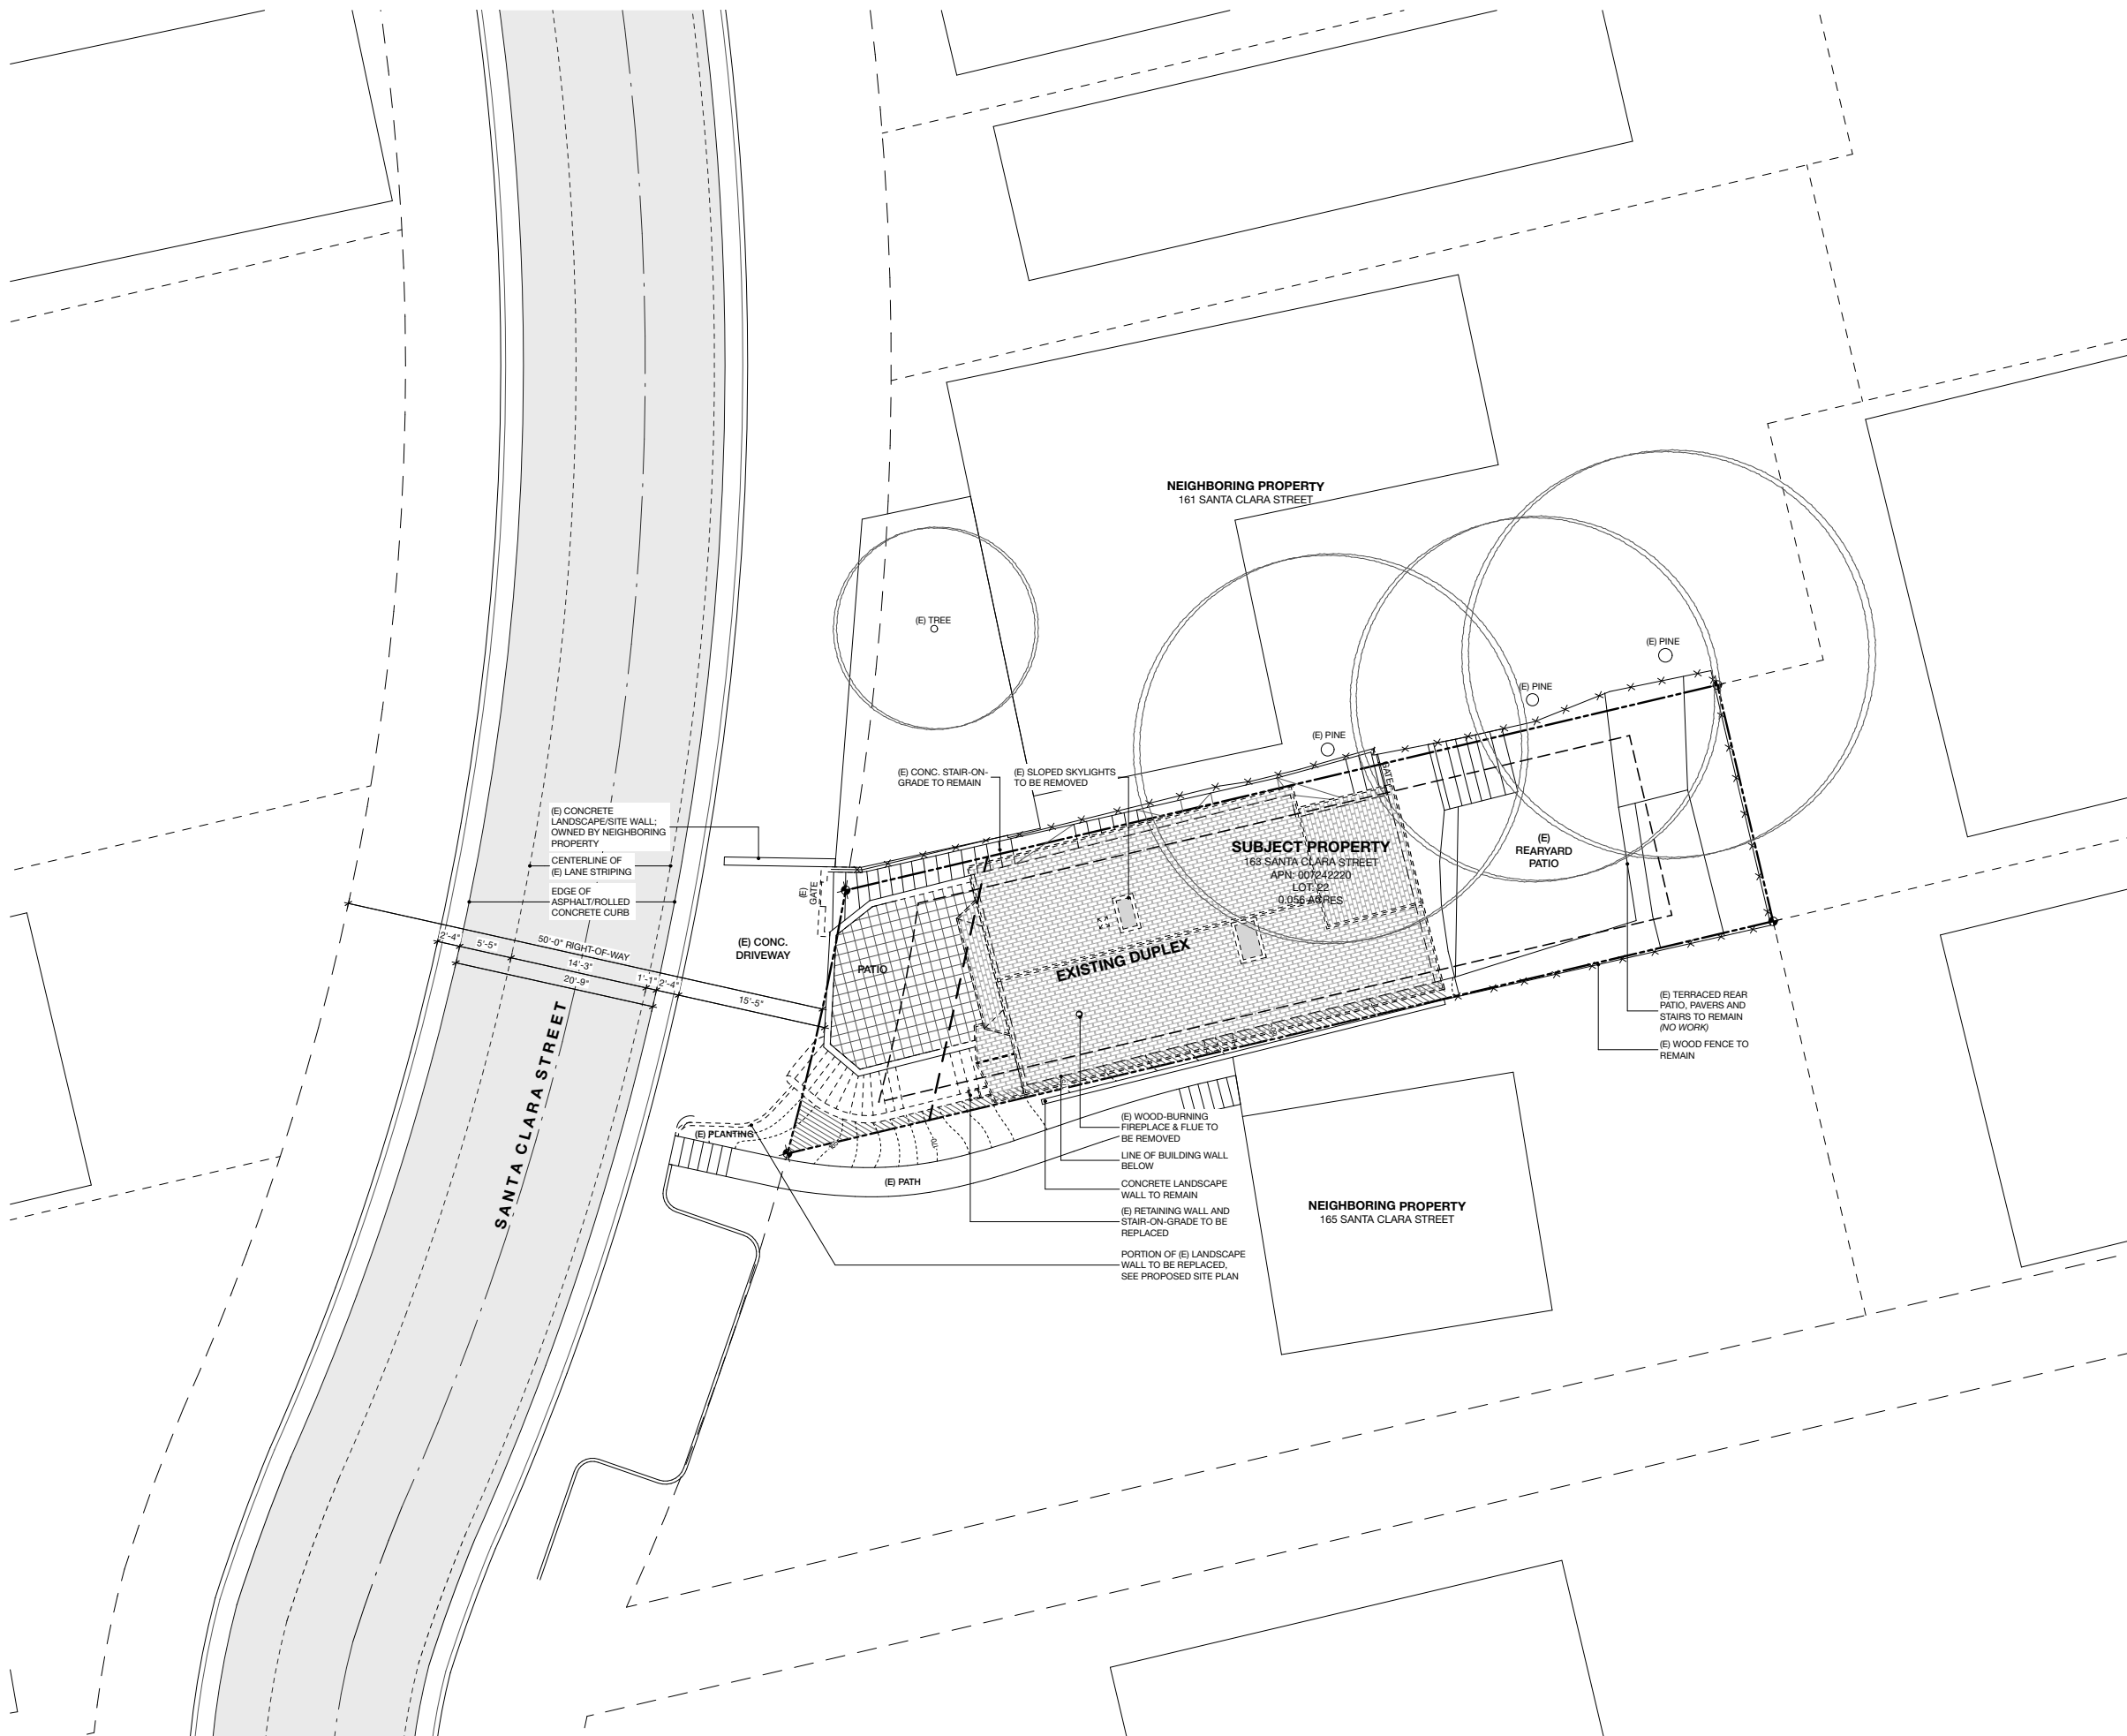 NEIGHBORING PROPERTY
161 SANTA CLARA STREET
(E) TREE
(E) PINE
(E) PINE
(E) PINE
(E) CONC. STAIR-ON-
GRADE TO REMAIN
(E) SLOPED SKYLIGHTS
TO BE REMOVED
GATE
(E) CONCRETE
LANDSCAPE/SITE WALL;
OWNED BY NEIGHBORING
PROPERTY
CENTERLINE OF
(E) LANE STRIPING
EDGE OF
ASPHALT/ROLLED
CONCRETE CURB
(E)
GATE
SUBJECT PROPERTY
163 SANTA CLARA STREET
APN: 007242220
LOT: 22
0.056 ACRES
(E)
REARYARD
PATIO
2'-4"
5'-5"
50'-0" RIGHT-OF-WAY
14'-3"
20'-9"
1'-1"
2'-4"
15'-5"
(E) CONC.
DRIVEWAY
PATIO
EXISTING DUPLEX
SANTA CLARA STREET
(E) TERRACED REAR
PATIO, PAVERS AND
STAIRS TO REMAIN
(NO WORK)
(E) WOOD FENCE TO
REMAIN
(E) PLANTING
(E) PATH
(E) WOOD-BURNING
FIREPLACE & FLUE TO
BE REMOVED
LINE OF BUILDING WALL
BELOW
CONCRETE LANDSCAPE
WALL TO REMAIN
(E) RETAINING WALL AND
STAIR-ON-GRADE TO BE
REPLACED
PORTION OF (E) LANDSCAPE
WALL TO BE REPLACED,
SEE PROPOSED SITE PLAN
NEIGHBORING PROPERTY
165 SANTA CLARA STREET